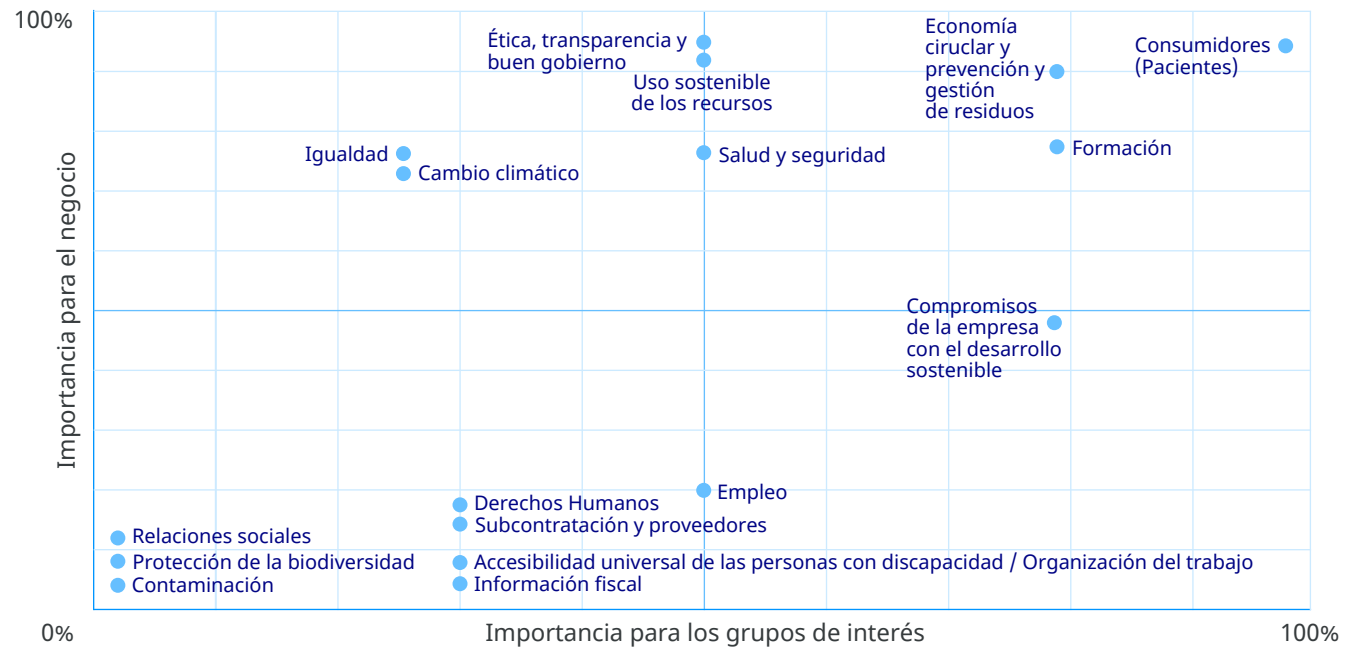 100%
Importancia para el negocio
Ética, transparencia y
buen gobierno
Uso sostenible
de los recursos
Economía
ciruclar y
prevención y
gestión
de residuos
Consumidores
(Pacientes)
Igualdad
Cambio climático
Salud y seguridad
Formación
Compromisos
de la empresa
con el desarrollo
sostenible
Empleo
Derechos Humanos
Subcontratación y proveedores
Relaciones sociales
Protección de la biodiversidad
Contaminación
Accesibilidad universal de las personas con discapacidad / Organización del trabajo
Información fiscal
0%
Importancia para los grupos de interés
100%